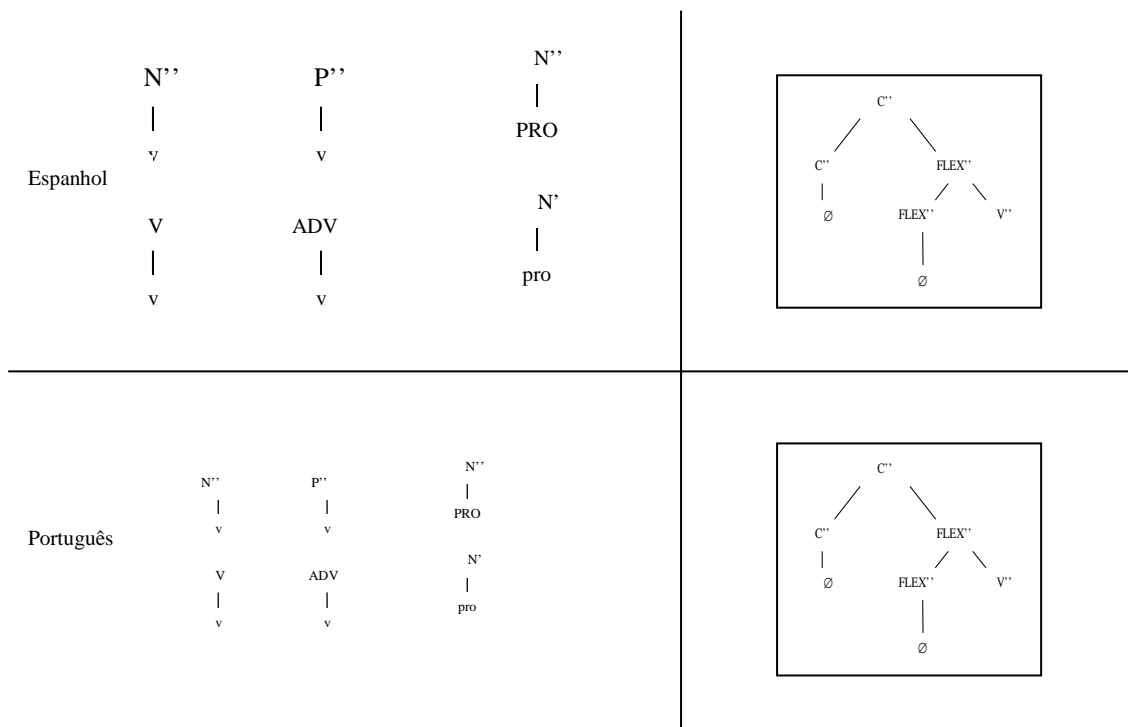 N’’ P’’ N’’
PRO
v v
Espanhol
N’
V ADV
pro
v v
C’’
C’’ FLEX’’
Ø FLEX’’ V’’
Ø
N’’
N’’ P’’
PRO
v v
Português
N’
V ADV
pro
v v
C’’
C’’ FLEX’’
FLEX’’ V’’
Ø
Ø